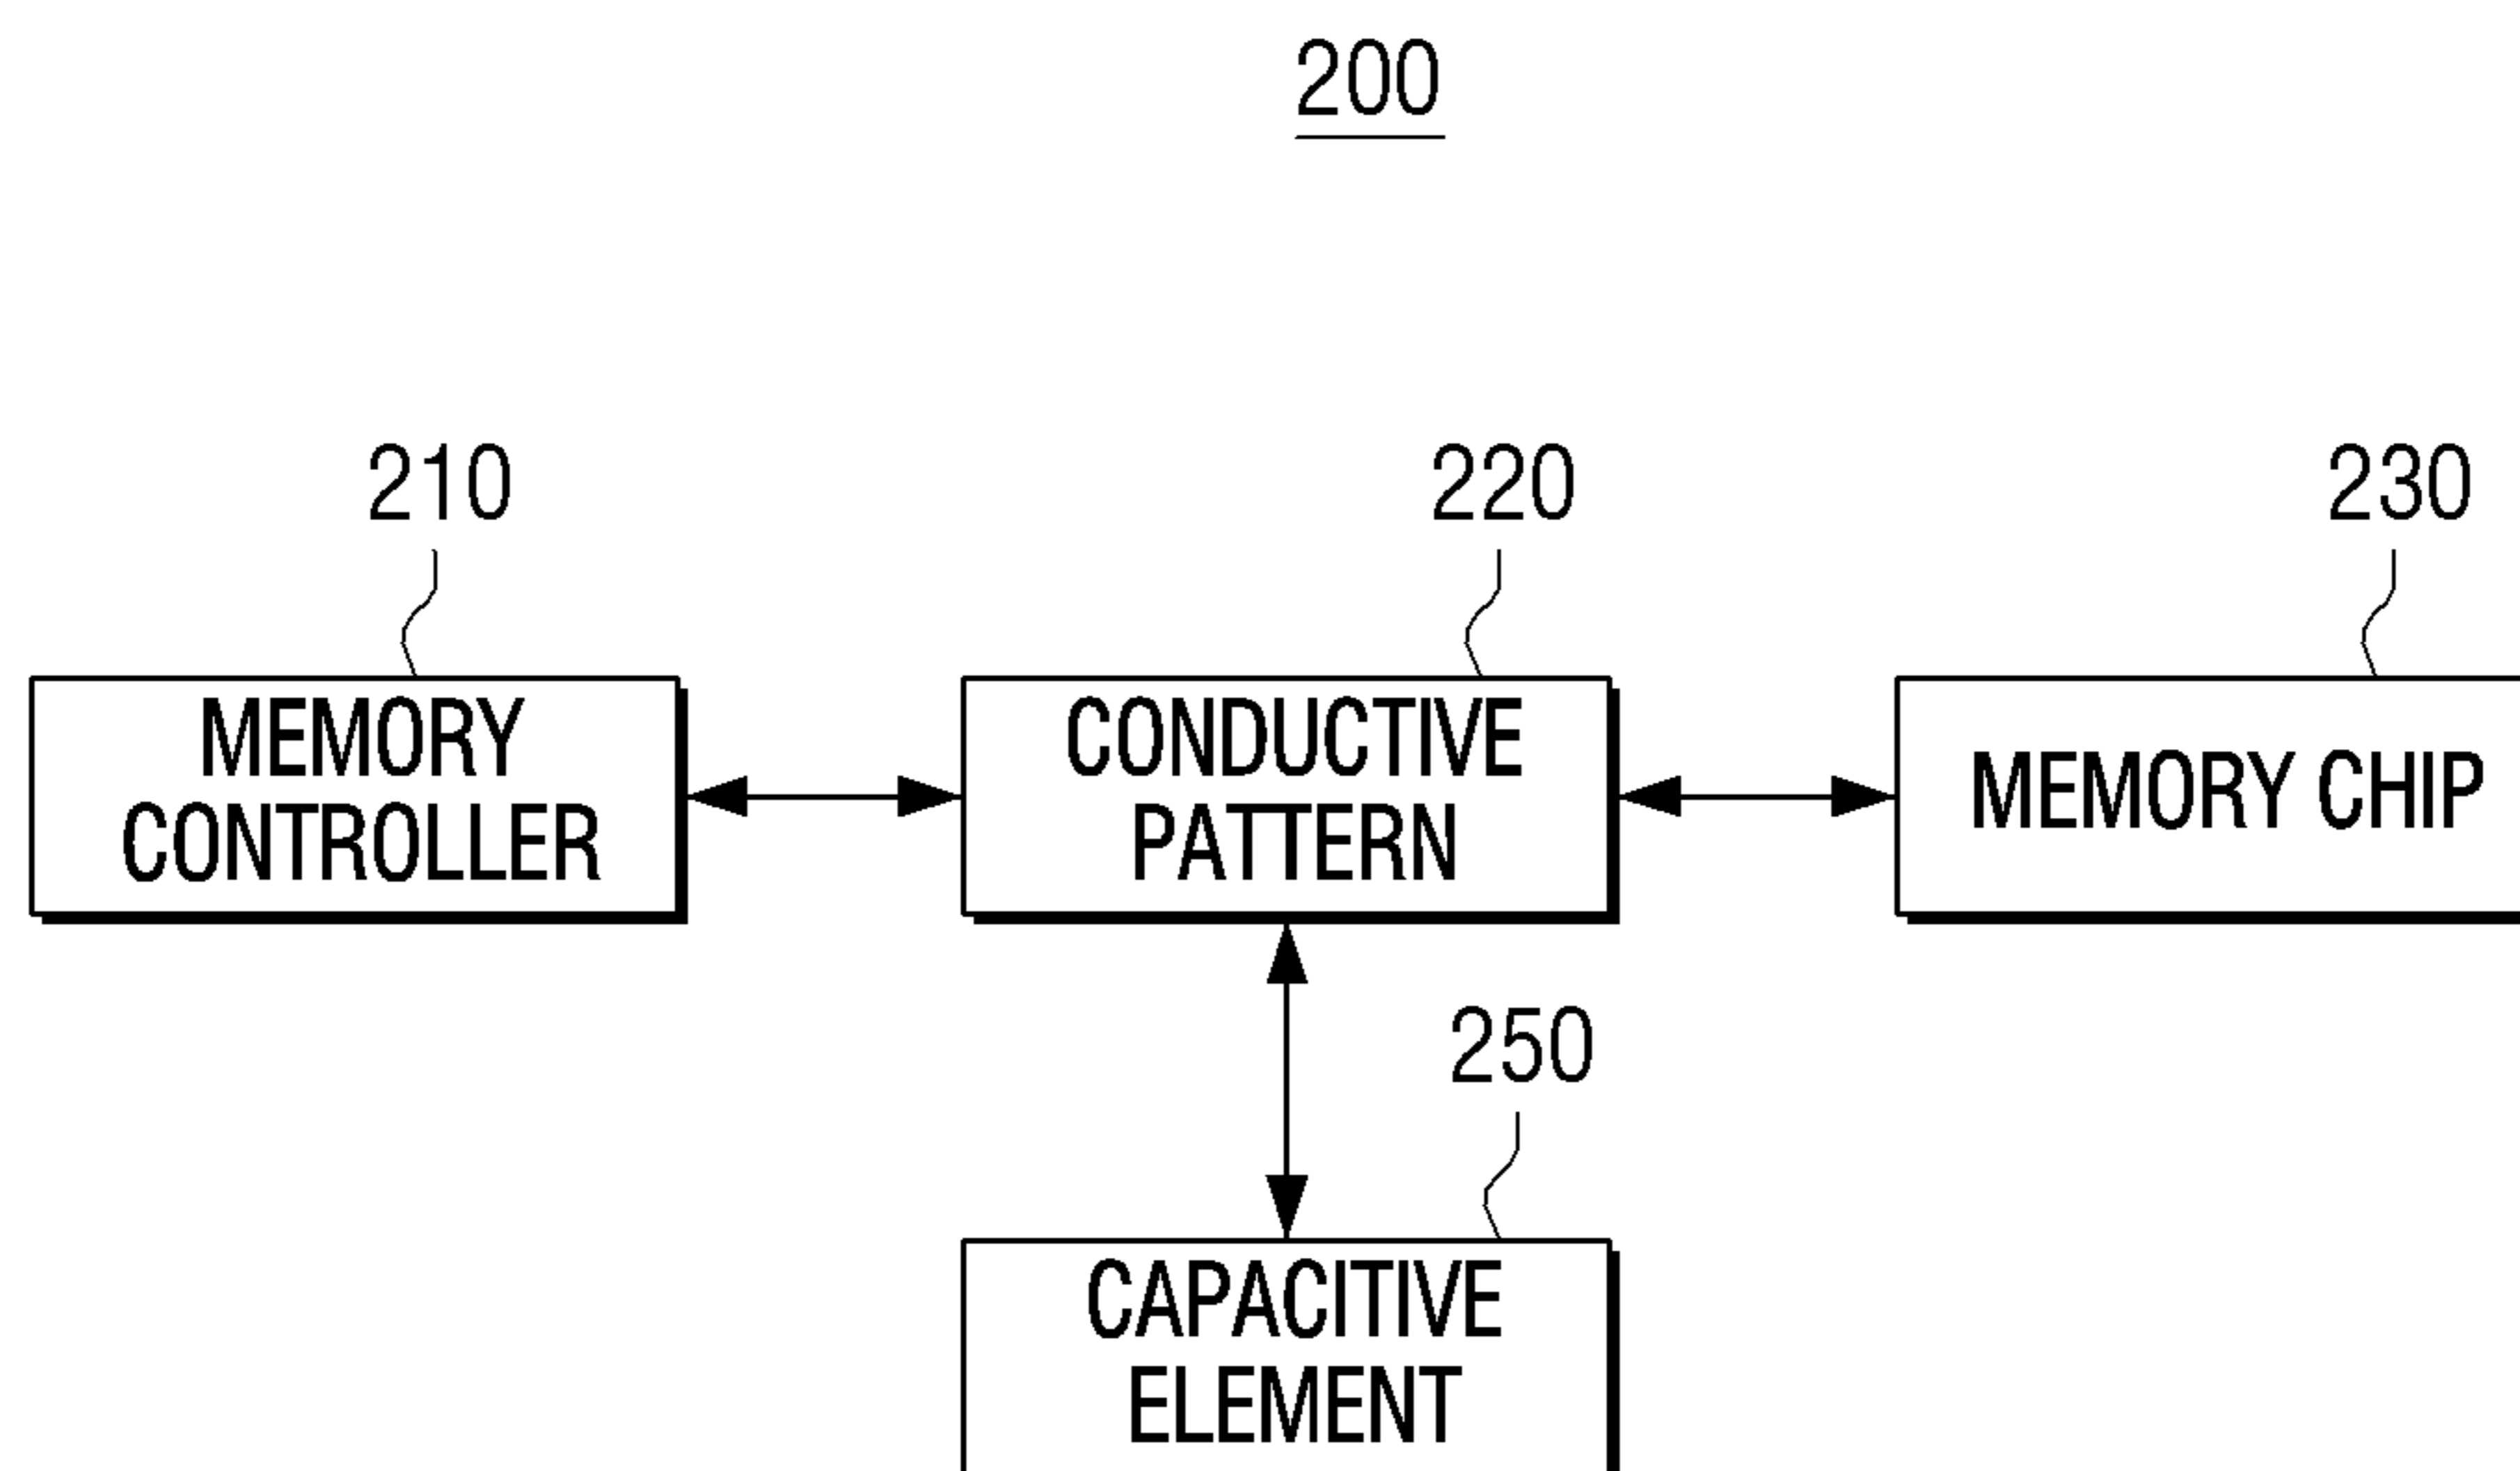 200
210
220
230
MEMORY
CONTROLLER
CONDUCTIVE
PATTERN
MEMORY CHIP
250
CAPACITIVE
ELEMENT